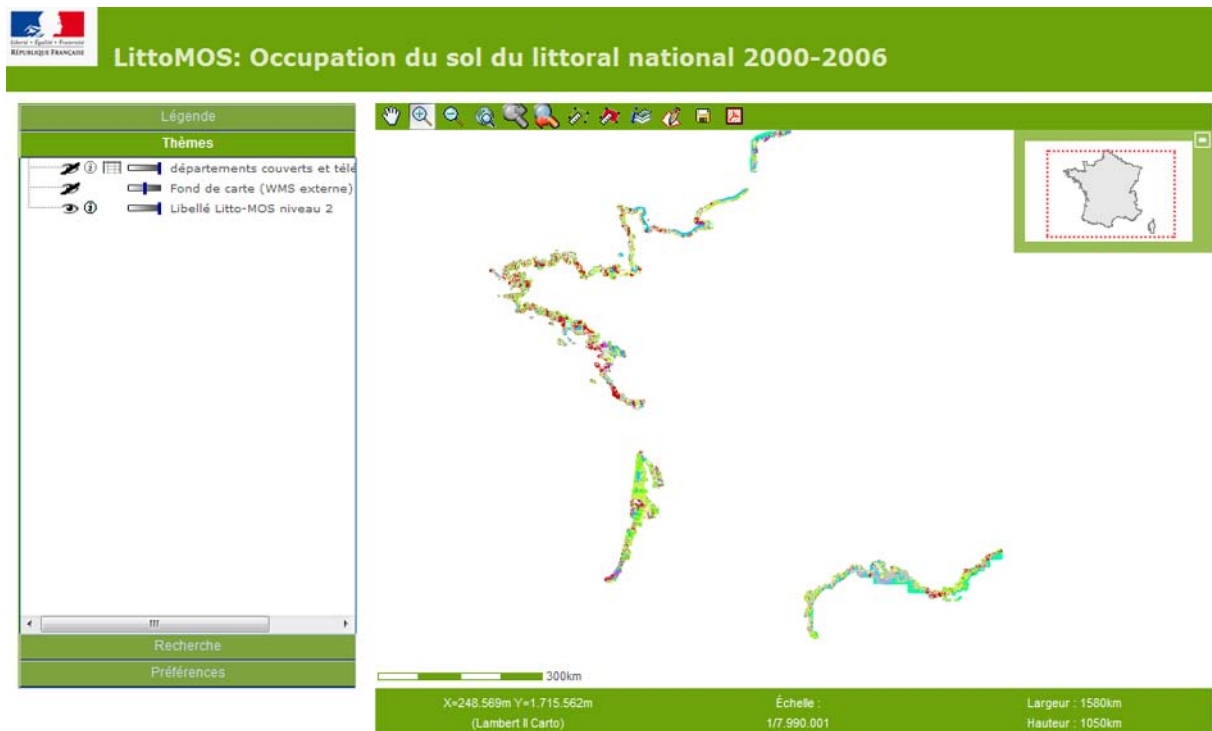 Liberté • Égalité • Fraternité
RÉPUBLIQUE FRANÇAISE
LittoMOS: Occupation du sol du littoral national 2000-2006
Légende
Thèmes
départements couverts et télé
Fond de carte (WMS externe)
Libellé Litto-MOS niveau 2
Recherche
Préférences
300km
X=248.569m Y=1.715.562m
(Lambert II Carto)
Échelle :
1/7.990.001
Largeur : 1580km
Hauteur : 1050km